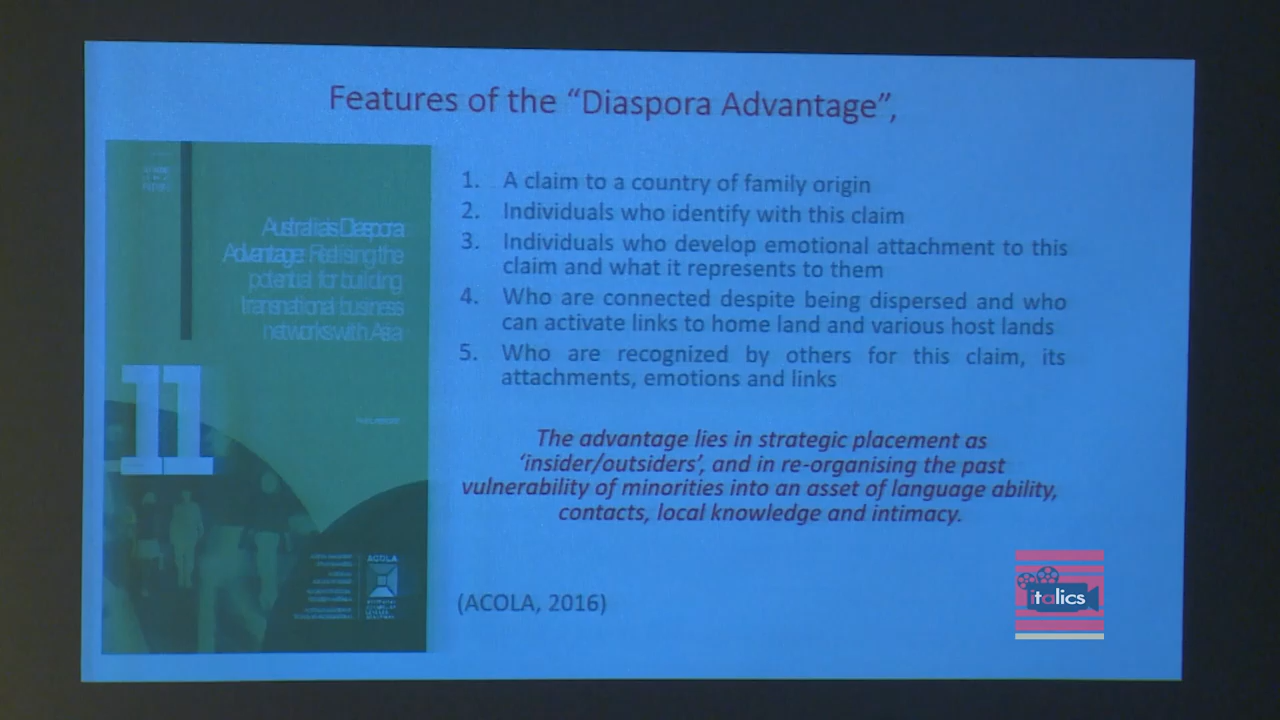 Features of the “Diaspora Advantage”,
Australia's Diaspora
Advantage: Realising the
potential for building
transnational business
networks with Asia
11
ACOLA
1. A claim to a country of family origin
2. Individuals who identify with this claim
3. Individuals who develop emotional attachment to this
claim and what it represents to them
4. Who are connected despite being dispersed and who
can activate links to home land and various host lands
5. Who are recognized by others for this claim, its
attachments, emotions and links
The advantage lies in strategic placement as
‘insider/outsiders’, and in re-organising the past
vulnerability of minorities into an asset of language ability,
contacts, local knowledge and intimacy.
(ACOLA, 2016)
italics